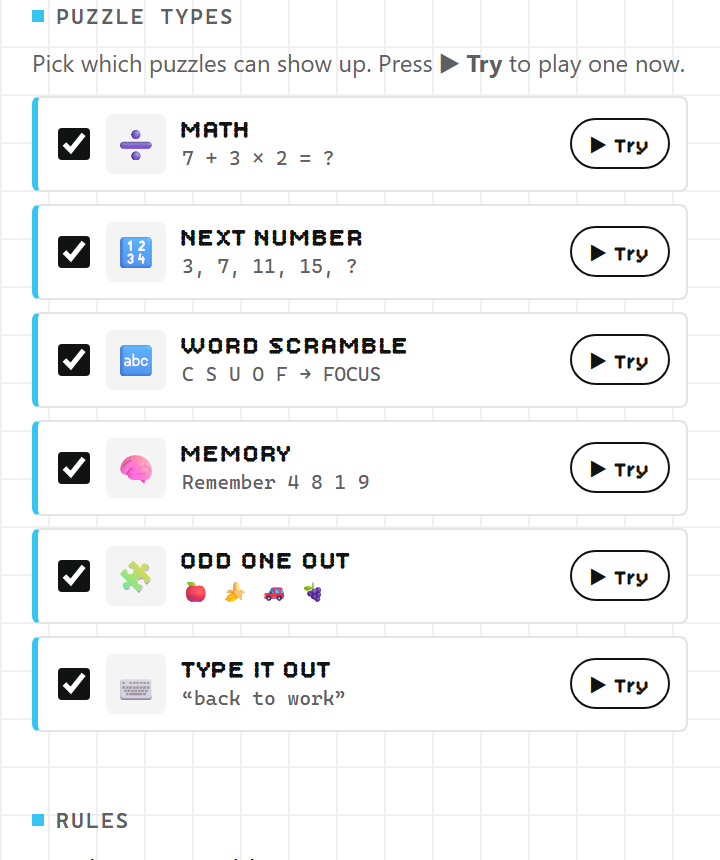 PUZZLE TYPES
Pick which puzzles can show up. Press ▶ Try to play one now.
MATH
7 + 3 × 2 = ?
▶ Try
NEXT NUMBER
3, 7, 11, 15, ?
▶ Try
WORD SCRAMBLE
C S U O F → FOCUS
▶ Try
MEMORY
Remember 4 8 1 9
▶ Try
ODD ONE OUT
▶ Try
TYPE IT OUT
“back to work”
▶ Try
RULES